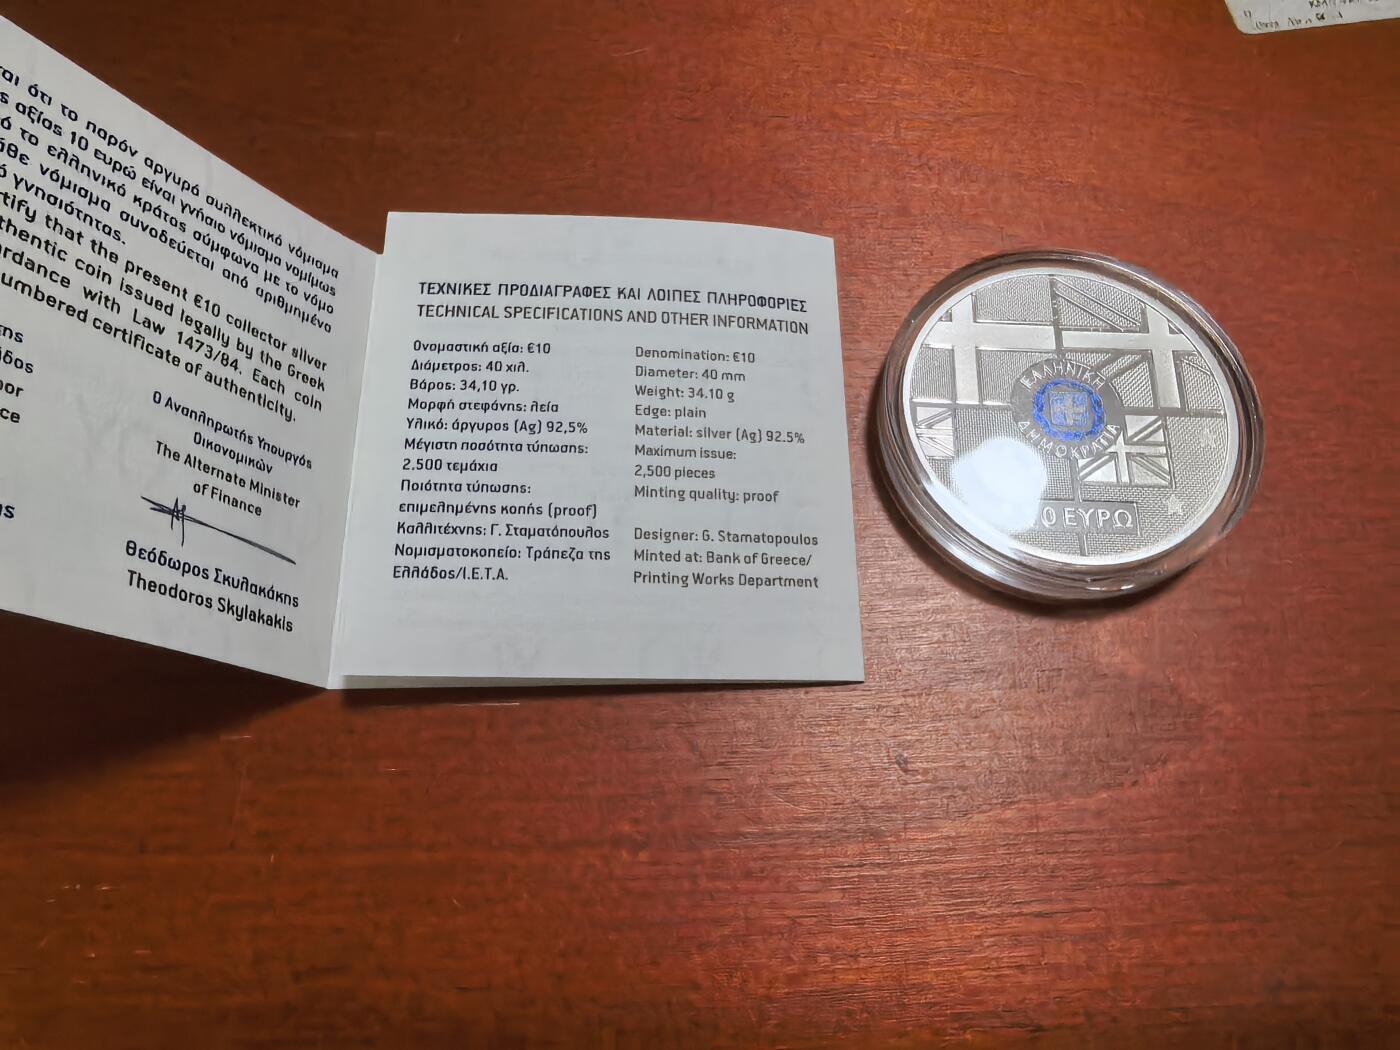 ότι το παρόν αργυρό συλλεκτικό νόμισμα
αξίας 10 ευρώ είναι γνήσιο νόμισμα νομίμως
το ελληνικό κράτος σύμφωνα με το νόμο
νόμισμα συνοδεύεται από αριθμημένο
γνησιότητας.
that the present €10 collector silver
coin issued legally by the Greek
with Law 1473/84. Each coin
certificate of authenticity.
Ο Αναπληρωτής Υπουργός
Οικονομικών
The Alternate Minister
of Finance
Θεόδωρος Σκυλακάκης
Theodoros Skylakakis
ΤΕΧΝΙΚΕΣ ΠΡΟΔΙΑΓΡΑΦΕΣ ΚΑΙ ΛΟΙΠΕΣ ΠΛΗΡΟΦΟΡΙΕΣ
TECHNICAL SPECIFICATIONS AND OTHER INFORMATION
Ονομαστική αξία: €10
Διάμετρος: 40 χιλ.
Βάρος: 34,10 γρ.
Μορφή στεφάνης: λεία
Υλικό: άργυρος (Ag) 92,5%
Μέγιστη ποσότητα τύπωσης:
2.500 τεμάχια
Ποιότητα τύπωσης:
επιμελημένης κοπής (proof)
Καλλιτέχνης: Γ. Σταματόπουλος
Νομισματοκοπείο: Τράπεζα της
Ελλάδος/Ι.Ε.Τ.Α.
Denomination: €10
Diameter: 40 mm
Weight: 34.10 g
Edge: plain
Material: silver (Ag) 92.5%
Maximum issue:
2,500 pieces
Minting quality: proof
Designer: G. Stamatopoulos
Minted at: Bank of Greece/
Printing Works Department
ΕΛΛΗΝΙΚΗ
ΔΗΜΟΚΡΑΤΙΑ
0 ΕΥΡΩ